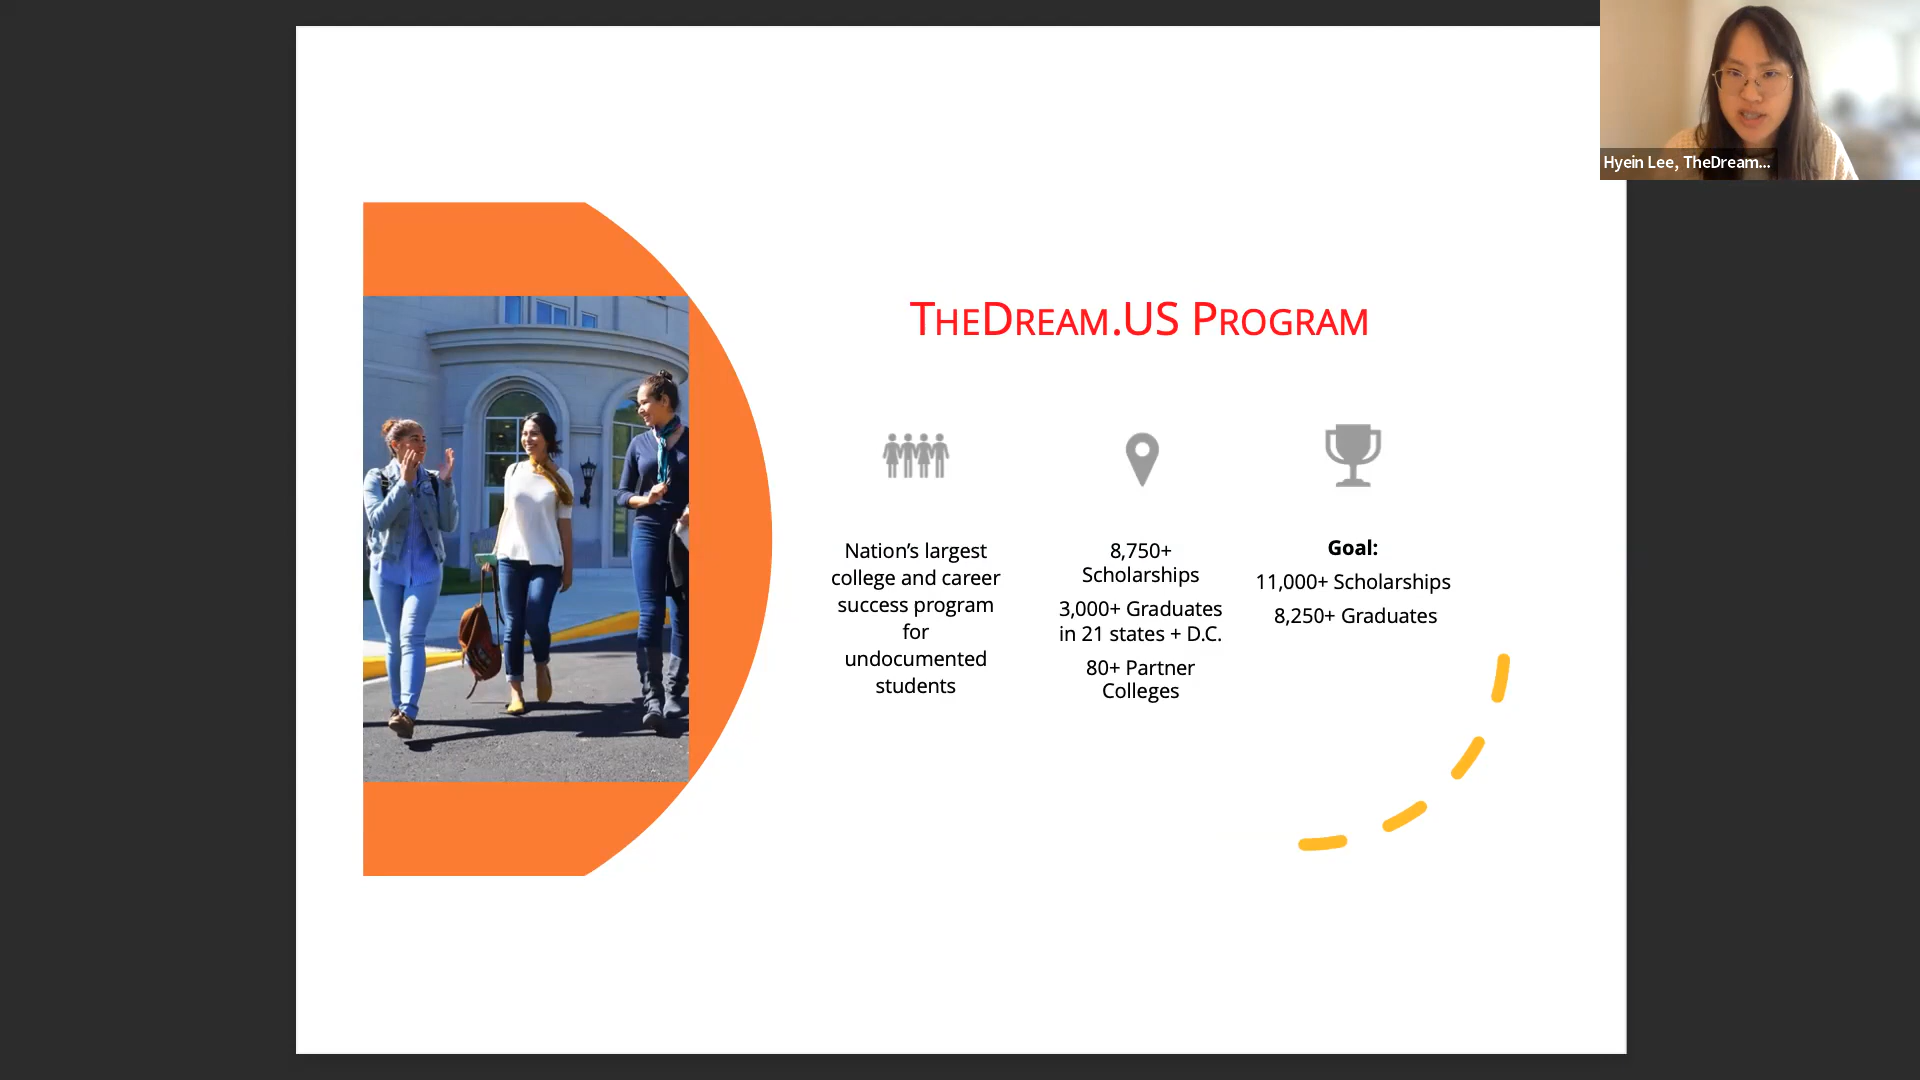 Hyein Lee, TheDream...
THEDREAM.US PROGRAM
Nation's largest
college and career
success program
for
undocumented
students
8,750+
Scholarships
3,000+ Graduates
in 21 states + D.C.
80+ Partner
Colleges
Goal:
11,000+ Scholarships
8,250+ Graduates